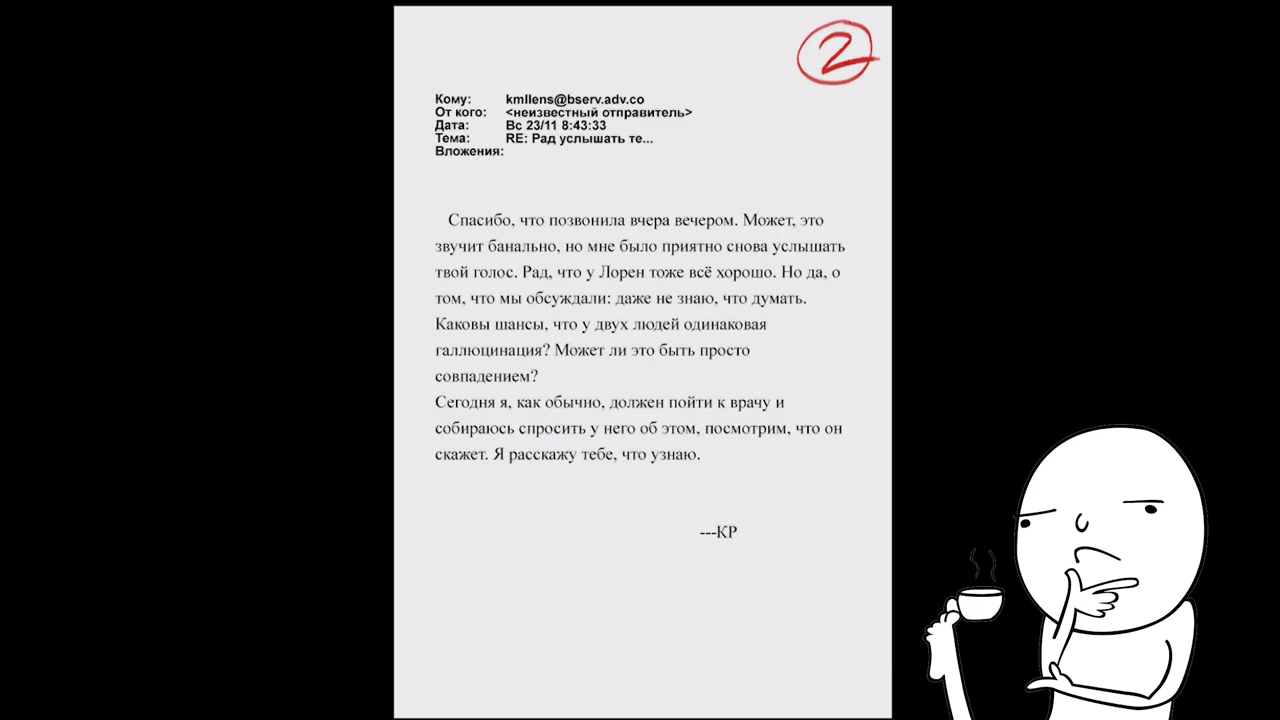 2
Кому: kmllens@bserv.adv.co
От кого: <неизвестный отправитель>
Дата: Вс 23/11 8:43:33
Тема: RE: Рад услышать те...
Вложения:
Спасибо, что позвонила вчера вечером. Может, это
звучит банально, но мне было приятно снова услышать
твой голос. Рад, что у Лорен тоже всё хорошо. Но да, о
том, что мы обсуждали: даже не знаю, что думать.
Каковы шансы, что у двух людей одинаковая
галлюцинация? Может ли это быть просто
совпадением?
Сегодня я, как обычно, должен пойти к врачу и
собираюсь спросить у него об этом, посмотрим, что он
скажет. Я расскажу тебе, что узнаю.
---КР